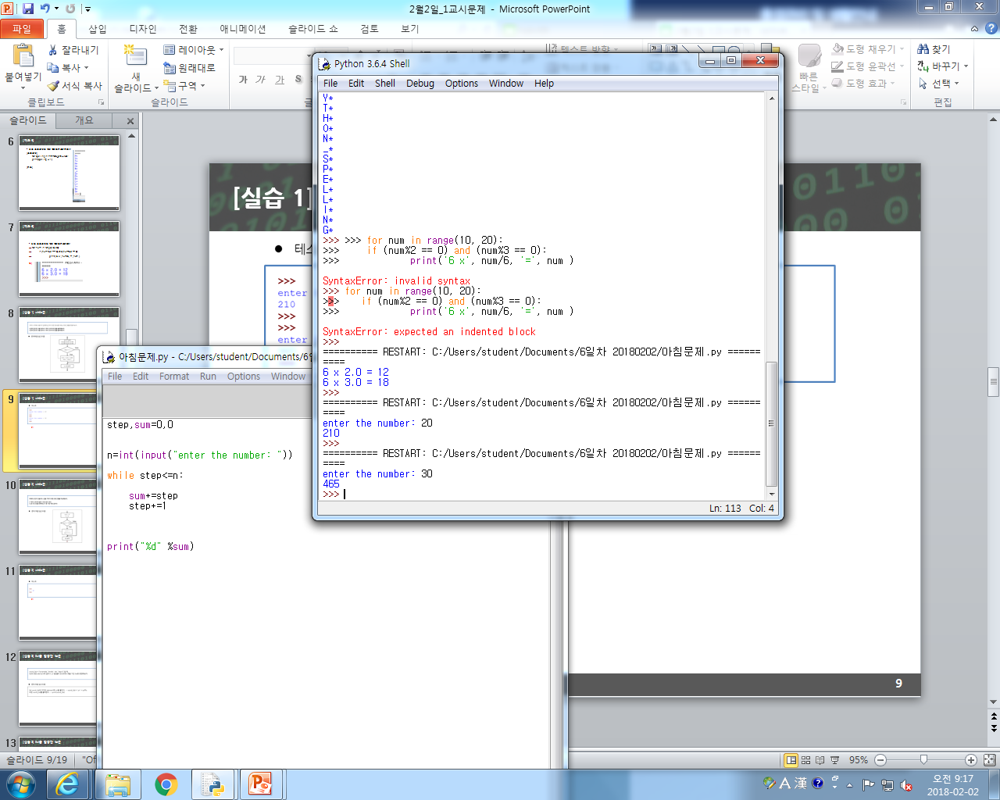 2월2일_1교시문제 - Microsoft PowerPoint
파일
홈
삽입
디자인
전환
애니메이션
슬라이드 쇼
검토
보기
붙여넣기
잘라내기
복사
서식 복사
클립보드
새
슬라이드
레이아웃
원래대로
구역
슬라이드
가 가 가 S
텍스트 방향
빠른
스타일
도형 채우기
도형 윤곽선
도형 효과
찾기
바꾸기
선택
편집
슬라이드
개요
6
7
8
9
10
11
12
13
[실습 1]
enter
210
>>>
>>>
enter
9
Python 3.6.4 Shell
File Edit Shell Debug Options Window Help
Y*
T*
H*
O*
N*
_*
S*
P*
E*
L*
L*
I*
N*
G*
>>> >>> for num in range(10, 20):
>>> if (num%2 == 0) and (num%3 == 0):
>>> print('6 x', num/6, '=', num )
SyntaxError: invalid syntax
>>> for num in range(10, 20):
>>> if (num%2 == 0) and (num%3 == 0):
>>> print('6 x', num/6, '=', num )
SyntaxError: expected an indented block
>>>
========== RESTART: C:/Users/student/Documents/6일차 20180202/아침문제.py ======
====
6 x 2.0 = 12
6 x 3.0 = 18
>>>
========== RESTART: C:/Users/student/Documents/6일차 20180202/아침문제.py ======
====
enter the number: 20
210
>>>
========== RESTART: C:/Users/student/Documents/6일차 20180202/아침문제.py ======
====
enter the number: 30
465
>>>
Ln: 113 Col: 4
아침문제.py - C:/Users/student/Documents/6일
File Edit Format Run Options Window
step,sum=0,0
n=int(input("enter the number: "))
while step<=n:
sum+=step
step+=1
print("%d" %sum)
슬라이드 9/19
95%
A 漢
오전 9:17
2018-02-02